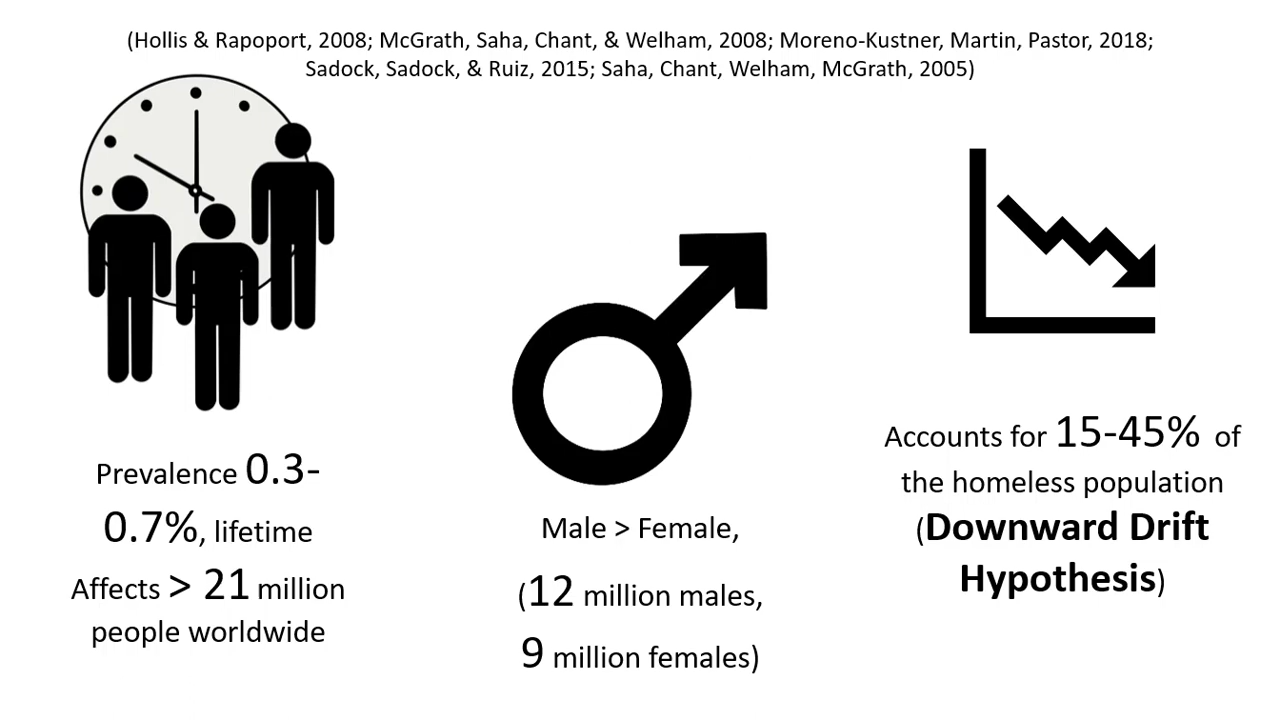 (Hollis & Rapoport, 2008; McGrath, Saha, Chant, & Welham, 2008; Moreno-Kustner, Martin, Pastor, 2018;
Sadock, Sadock, & Ruiz, 2015; Saha, Chant, Welham, McGrath, 2005)
Prevalence 0.3-
0.7%, lifetime
Affects > 21 million
people worldwide
Male > Female,
(12 million males,
9 million females)
Accounts for 15-45% of
the homeless population
(Downward Drift
Hypothesis)